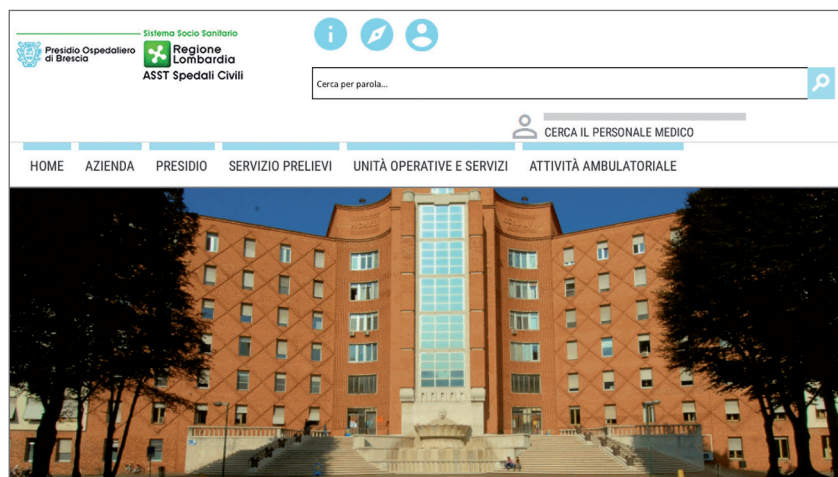 Sistema Socio Sanitario
Presidio Ospedaliero
di Brescia
Regione
Lombardia
ASST Spedali Civili
i
Cerca per parola...
CERCA IL PERSONALE MEDICO
HOME AZIENDA PRESIDIO SERVIZIO PRELIEVI UNITÀ OPERATIVE E SERVIZI ATTIVITÀ AMBULATORIALE